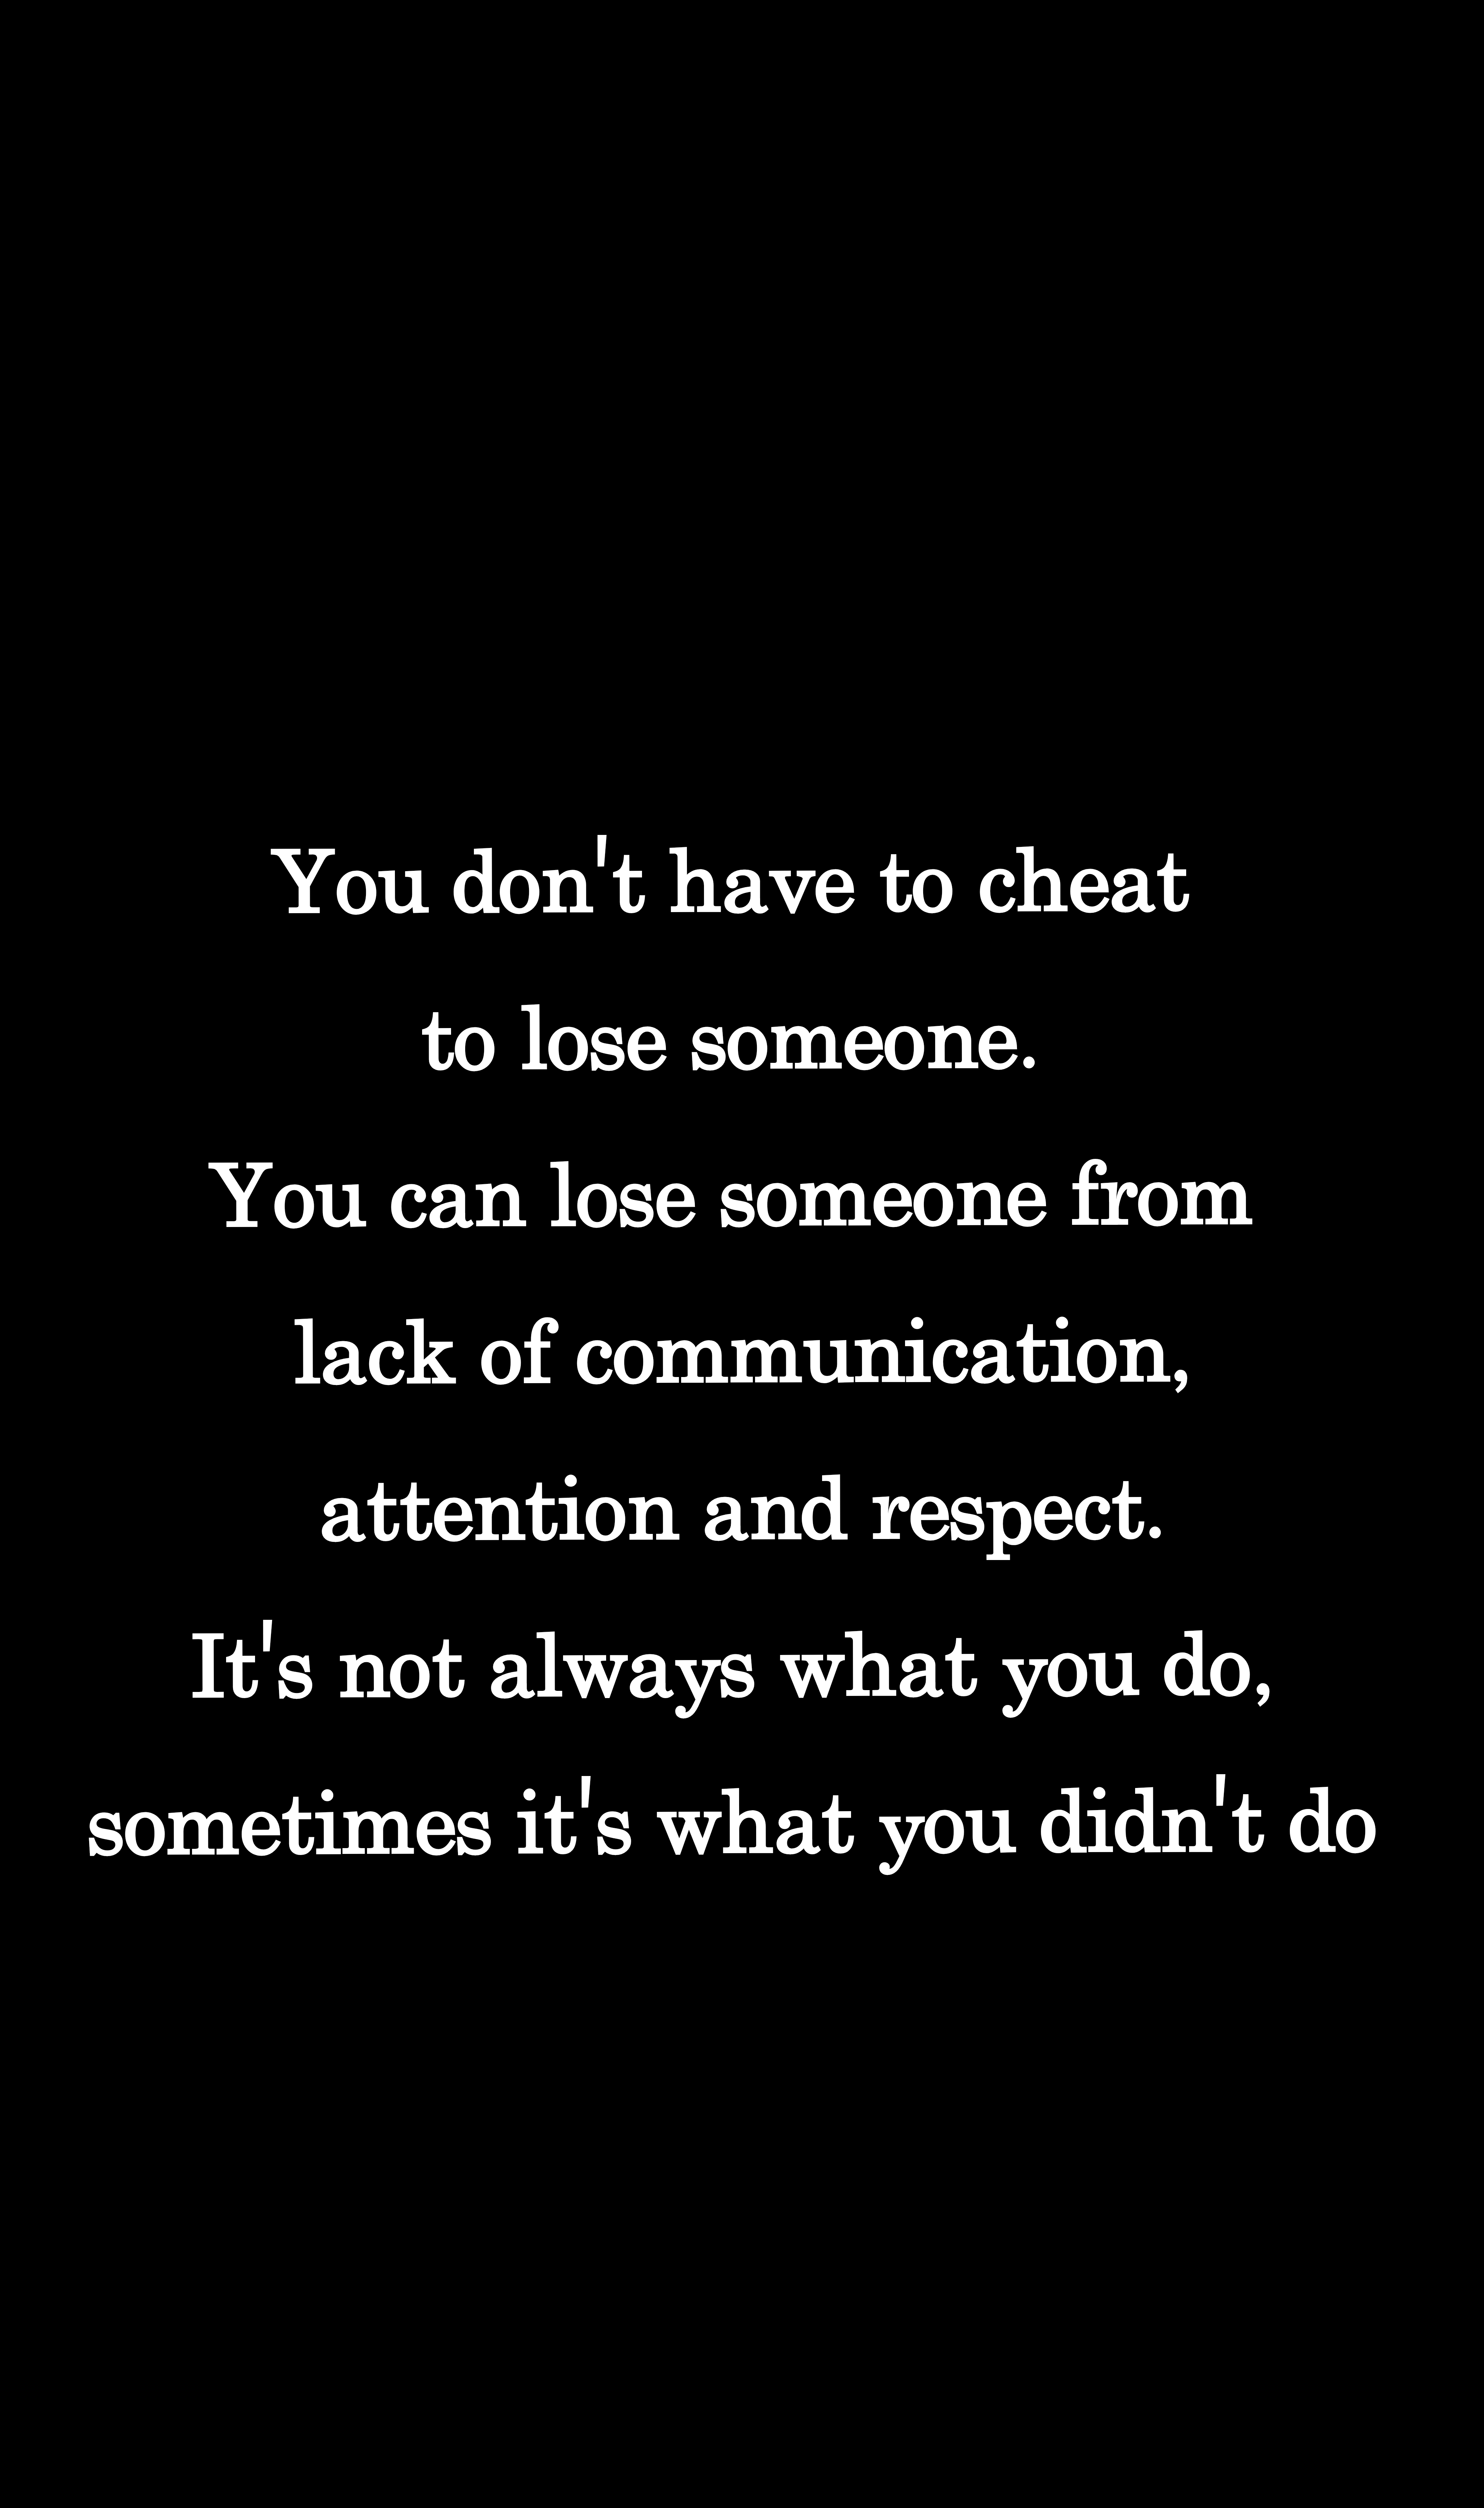 You don't have to cheat
to lose someone.
You can lose someone from
lack of communication,
attention and respect.
It's not always what you do,
sometimes it's what you didn't do